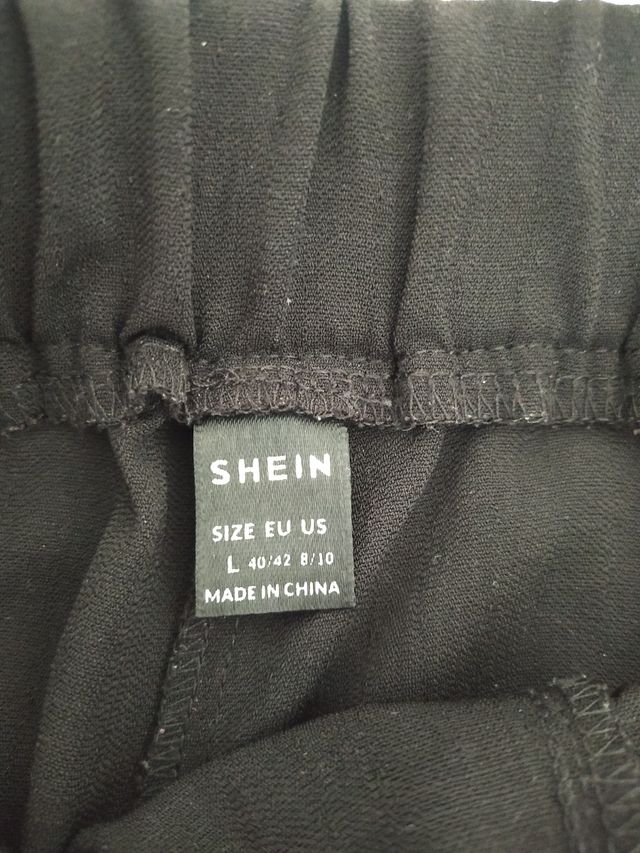 SHEIN
SIZE EU US
L 40/42 8/10
MADE IN CHINA